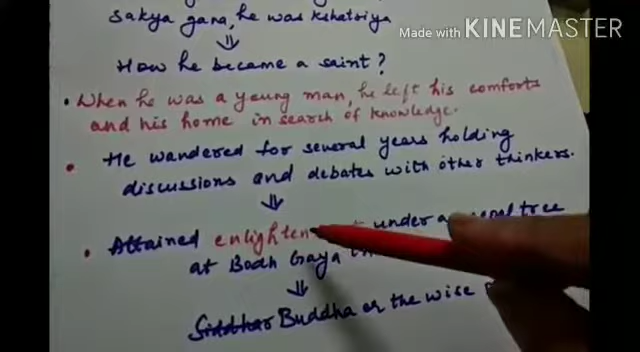 sakya gana, he was kshatriya
Made with KINEMASTER
How he became a saint?
• When he was a young man, he left his comforts
and his home in search of knowledge.
• He wandered for several years holding
discussions and debates with other thinkers.
• Attained under a tree
at Bodh Gaya
Buddha or the wise